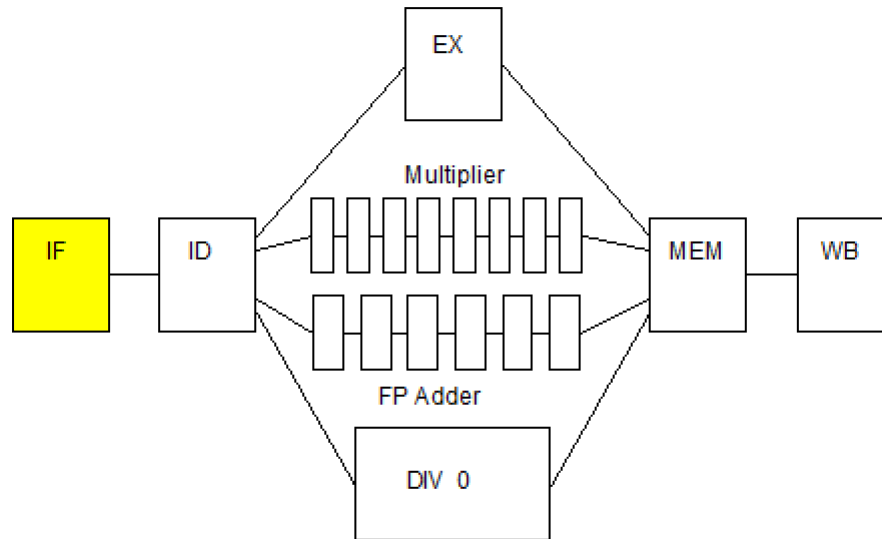 EX
Multiplier
IF
ID
MEM
WB
FP Adder
DIV 0